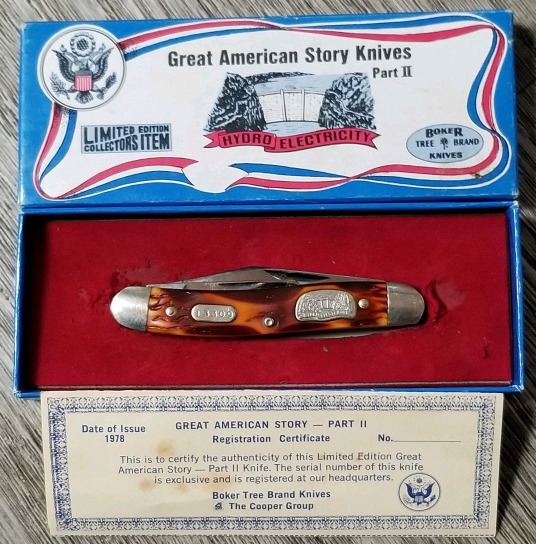 Great American Story Knives
Part II
LIMITED EDITION
COLLECTORS ITEM
HYDRO ELECTRICITY
BOKER
TREE BRAND
KNIVES
GREAT AMERICAN STORY — PART II
Date of Issue
1978
Registration Certificate No.
This is to certify the authenticity of this Limited Edition Great
American Story — Part II Knife. The serial number of this knife
is exclusive and is registered at our headquarters.
Boker Tree Brand Knives
The Cooper Group